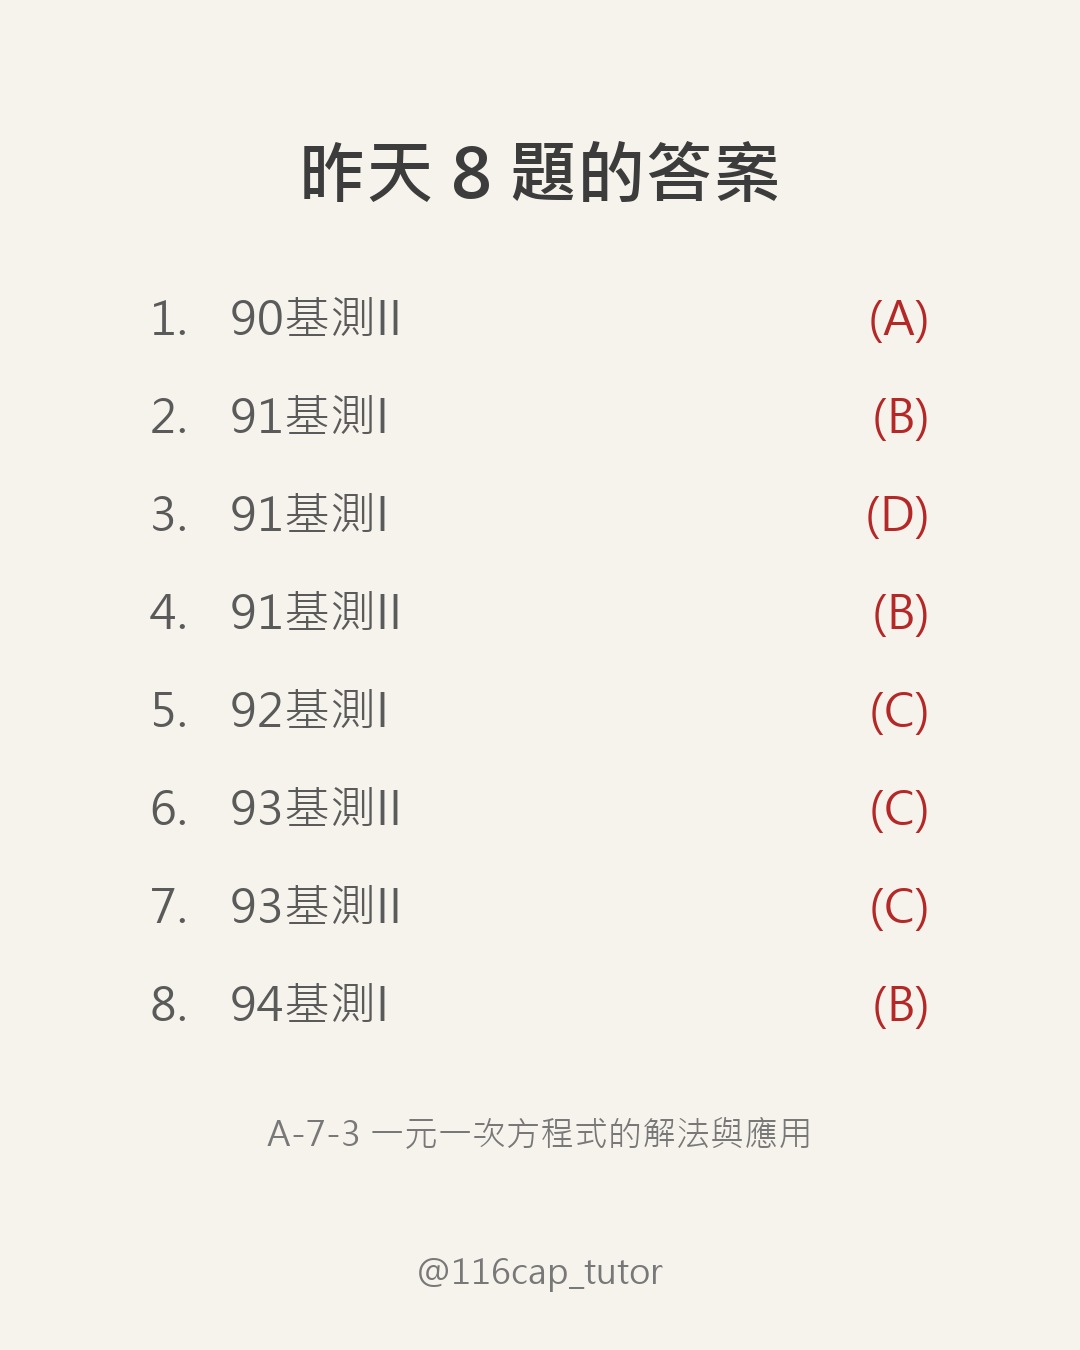 昨天 8 題的答案
1. 90基測II (A)
2. 91基測I (B)
3. 91基測I (D)
4. 91基測II (B)
5. 92基測I (C)
6. 93基測II (C)
7. 93基測II (C)
8. 94基測I (B)
A-7-3 一元一次方程式的解法與應用
@116cap_tutor